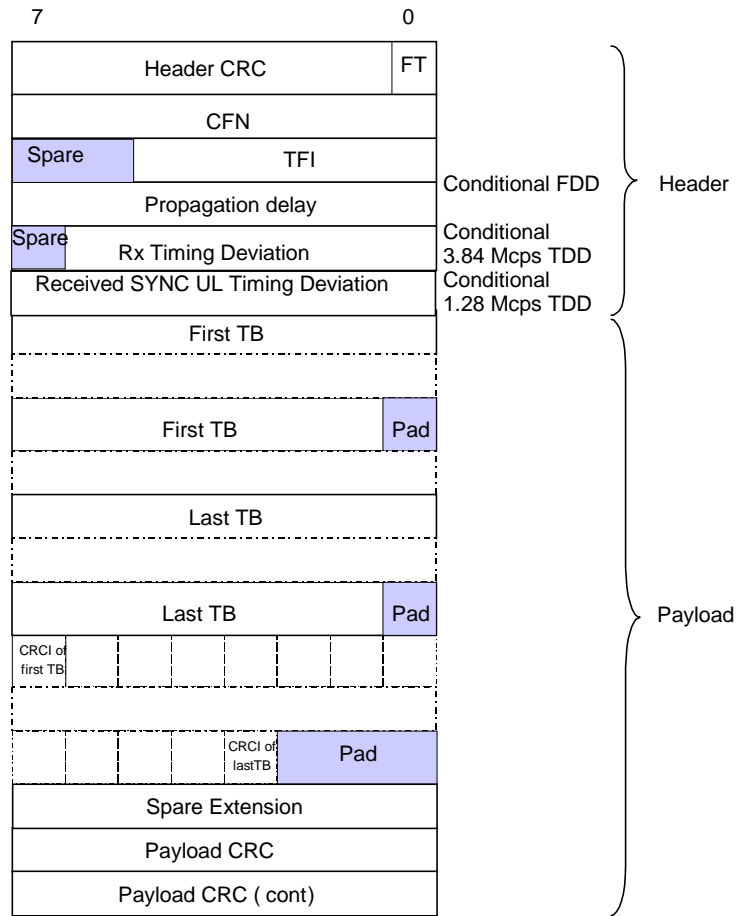 7 0
Header CRC FT
CFN
Spare TFI
Conditional FDD
Header
Propagation delay
Spare Rx Timing Deviation
Conditional
3.84 Mcps TDD
Received SYNC UL Timing Deviation
Conditional
1.28 Mcps TDD
First TB
First TB Pad
Last TB
Last TB Pad
Payload
CRCI of
first TB
CRCI of
lastTB
Pad
Spare Extension
Payload CRC
Payload CRC ( cont)